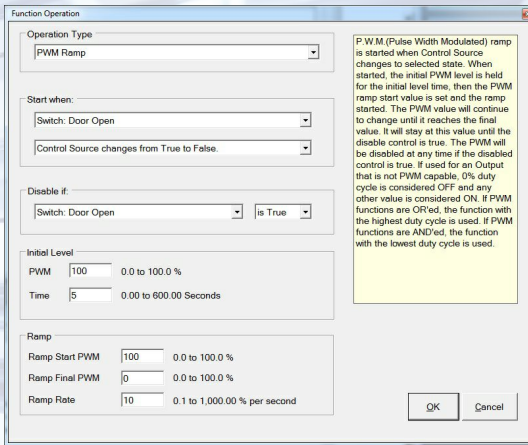 Function Operation
Operation Type
PWM Ramp
Start when:
Switch: Door Open
Control Source changes from True to False.
Disable if:
Switch: Door Open is True
Initial Level
PWM 100 0.0 to 100.0 %
Time 5 0.00 to 600.00 Seconds
Ramp
Ramp Start PWM 100 0.0 to 100.0 %
Ramp Final PWM 0 0.0 to 100.0 %
Ramp Rate 10 0.1 to 1,000.00 % per second
P.W.M.(Pulse Width Modulated) ramp
is started when Control Source
changes to selected state. When
started, the initial PWM level is held
for the initial level time, then the PWM
ramp start value is set and the ramp
started. The PWM value will continue
to change until it reaches the final
value. It will stay at this value until the
disable control is true. The PWM will
be disabled at any time if the disabled
control is true. If used for an Output
that is not PWM capable, 0% duty
cycle is considered OFF and any
other value is considered ON. If PWM
functions are OR'ed, the function with
the highest duty cycle is used. If PWM
functions are AND'ed, the function
with the lowest duty cycle is used.
OK Cancel